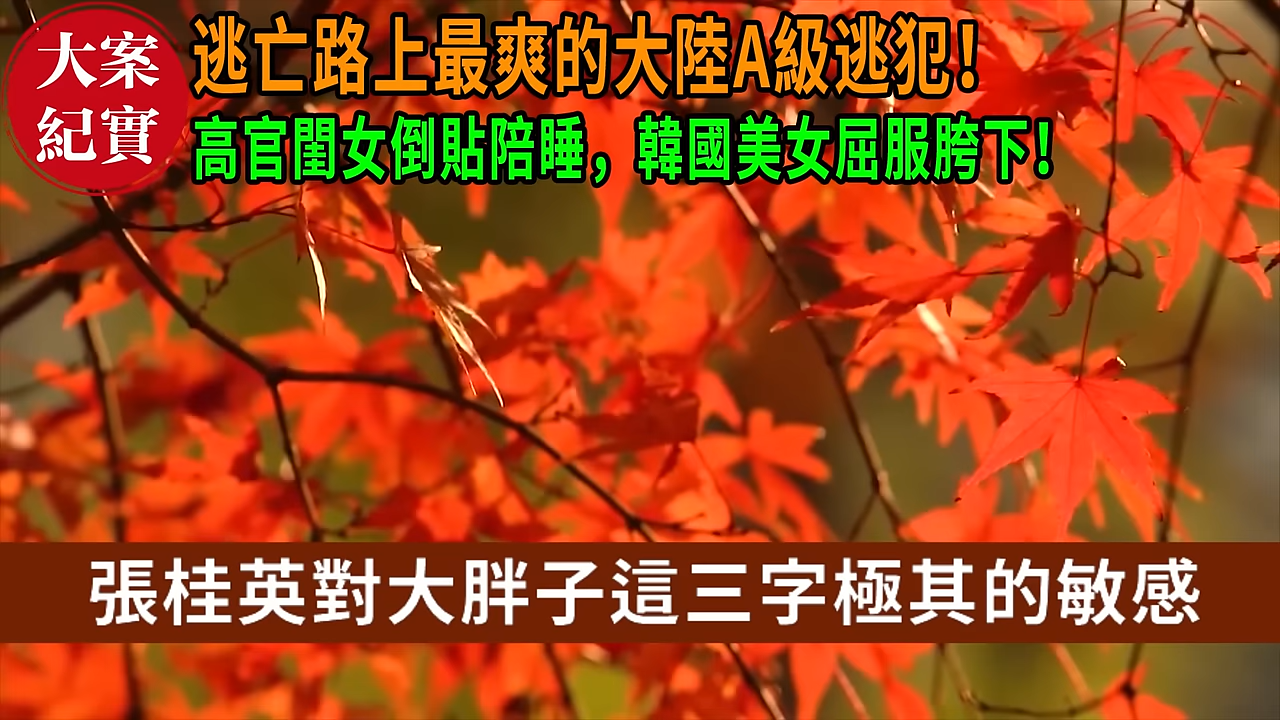 大案
紀實
逃亡路上最爽的大陸A級逃犯!
高官閨女倒貼陪睡，韓國美女屈服胯下!
張桂英對大胖子這三字極其的敏感